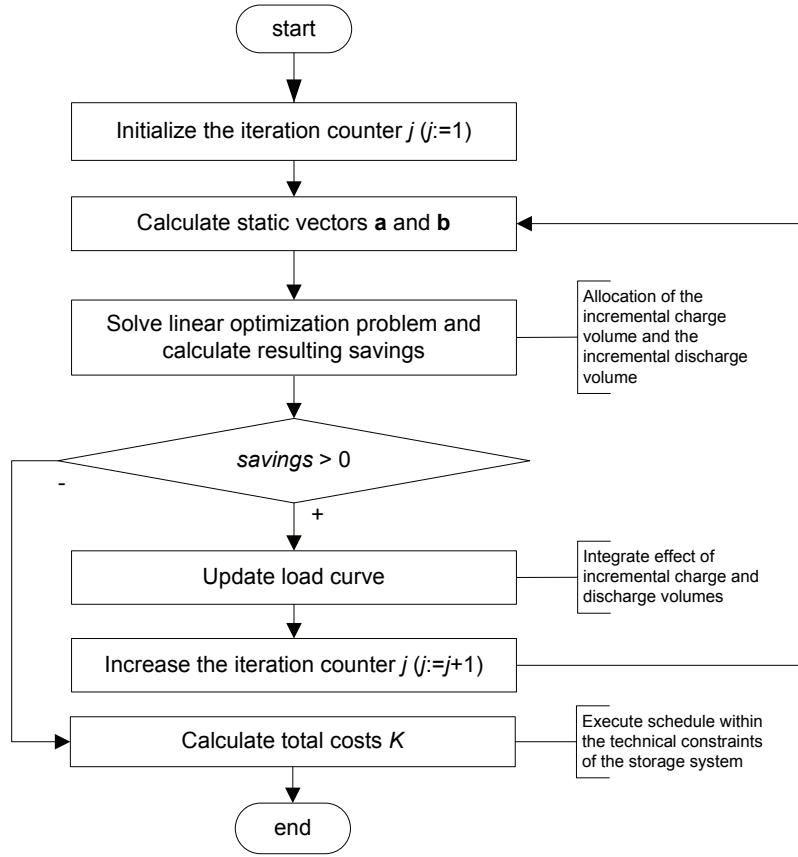 start
Initialize the iteration counter j (j:=1)
Calculate static vectors a and b
Solve linear optimization problem and
calculate resulting savings
Allocation of the
incremental charge
volume and the
incremental discharge
volume
savings > 0
-
+
Update load curve
Integrate effect of
incremental charge and
discharge volumes
Increase the iteration counter j (j:=j+1)
Calculate total costs K
Execute schedule within
the technical constraints
of the storage system
end